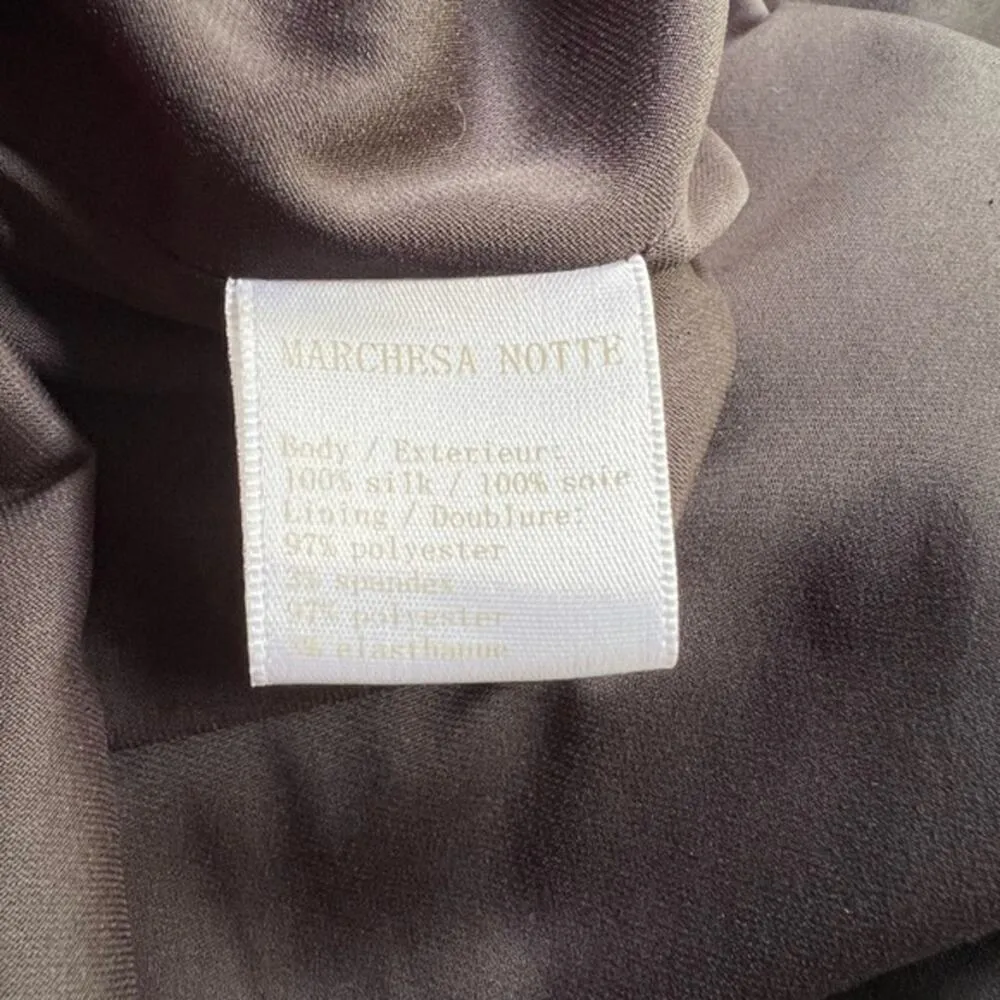 MARCHESA NOTTE
Body / Exterieur:
100% silk / 100% soie
Lining / Doublure:
97% polyester
3% spandex
97% polyester
3% elasthanne